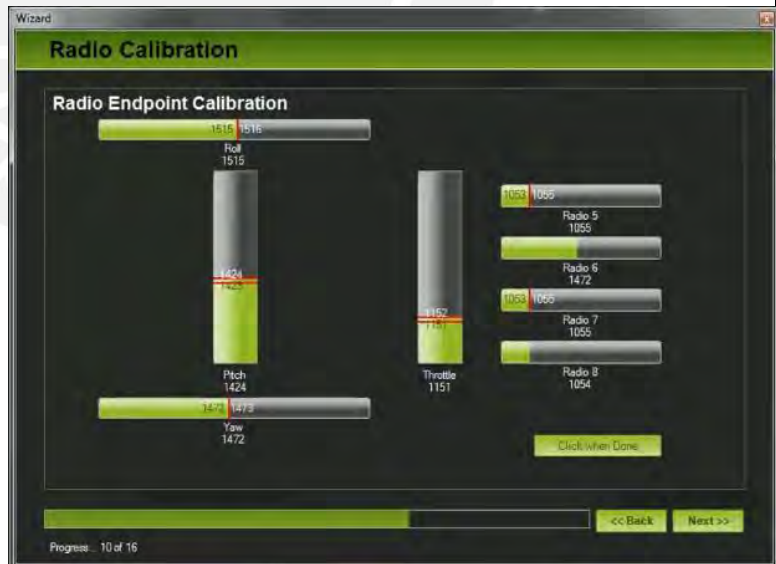 Wizard
Radio Calibration
Radio Endpoint Calibration
1515 1516
Roll
1515
1424
1423
Pitch
1424
1472 1473
Yaw
1472
1152
1151
Throttle
1151
1053 1055
Radio 5
1055
Radio 6
1472
1053 1055
Radio 7
1055
Radio 8
1054
Click when Done
<< Back
Next >>
Progress... 10 of 16